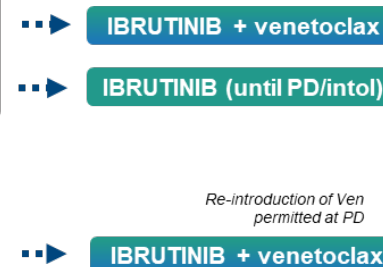 IBRUTINIB + venetoclax
IBRUTINIB (until PD/intol)
Re-introduction of Ven
permitted at PD
IBRUTINIB + venetoclax